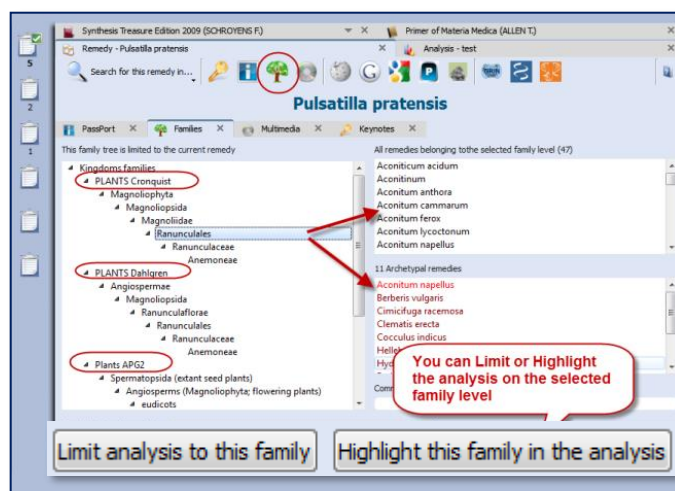 Synthesis Treasure Edition 2009 (SCHROYENS F.)
Primer of Materia Medica (ALLEN T.)
Remedy - Pulsatilla pratensis
Analysis - test
5
2
1
Search for this remedy in...
Pulsatilla pratensis
PassPort
Families
Multimedia
Keynotes
This family tree is limited to the current remedy
Kingdoms families
PLANTS Cronquist
Magnoliophyta
Magnoliopsida
Magnoliidae
Ranunculales
Ranunculaceae
Anemoneae
PLANTS Dahlgren
Angiospermae
Magnoliopsida
Ranunculiflorae
Ranunculales
Ranunculaceae
Anemoneae
Plants APG2
Spermatopsida (extant seed plants)
Angiosperms (Magnoliophyta; flowering plants)
eudicots
All remedies belonging tothe selected family level (47)
Aconiticum acidum
Aconitinum
Aconitum anthora
Aconitum cammarum
Aconitum ferox
Aconitum lycoctonum
Aconitum napellus
11 Archetypal remedies
Aconitum napellus
Berberis vulgaris
Cimicifuga racemosa
Clematis erecta
Cocculus indicus
You can Limit or Highlight
the analysis on the selected
family level
Limit analysis to this family
Highlight this family in the analysis